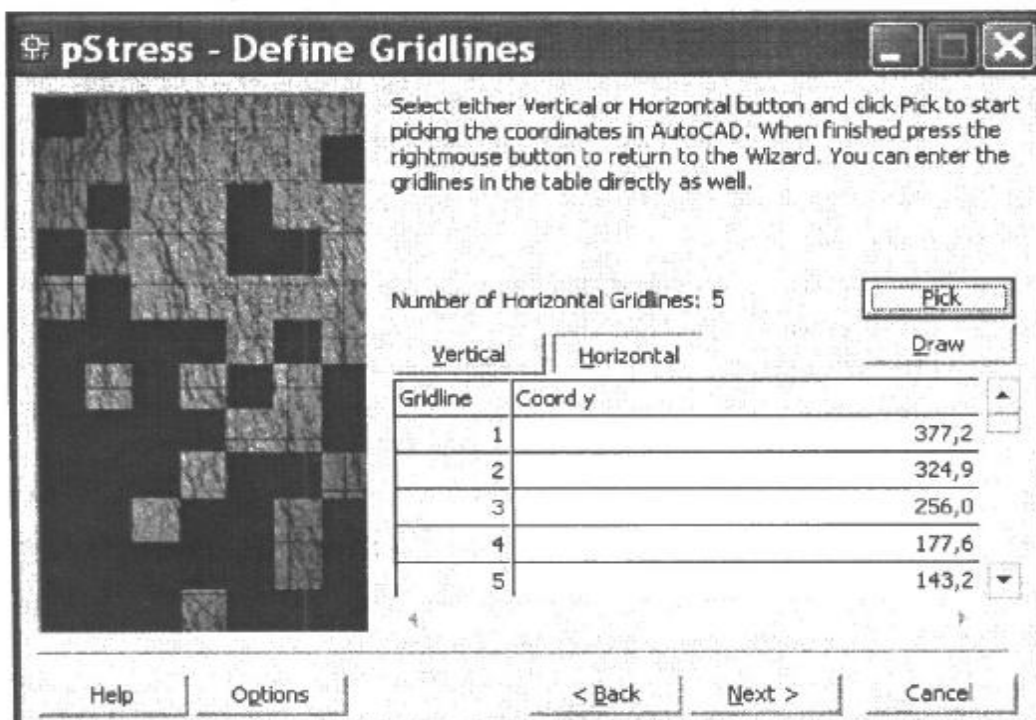 pStress - Define Gridlines
Select either Vertical or Horizontal button and click Pick to start
picking the coordinates in AutoCAD. When finished press the
rightmouse button to return to the Wizard. You can enter the
gridlines in the table directly as well.
Number of Horizontal Gridlines: 5
Pick
Draw
Vertical Horizontal
Gridline Coord y
1 377,2
2 324,9
3 256,0
4 177,6
5 143,2
Help Options < Back Next > Cancel